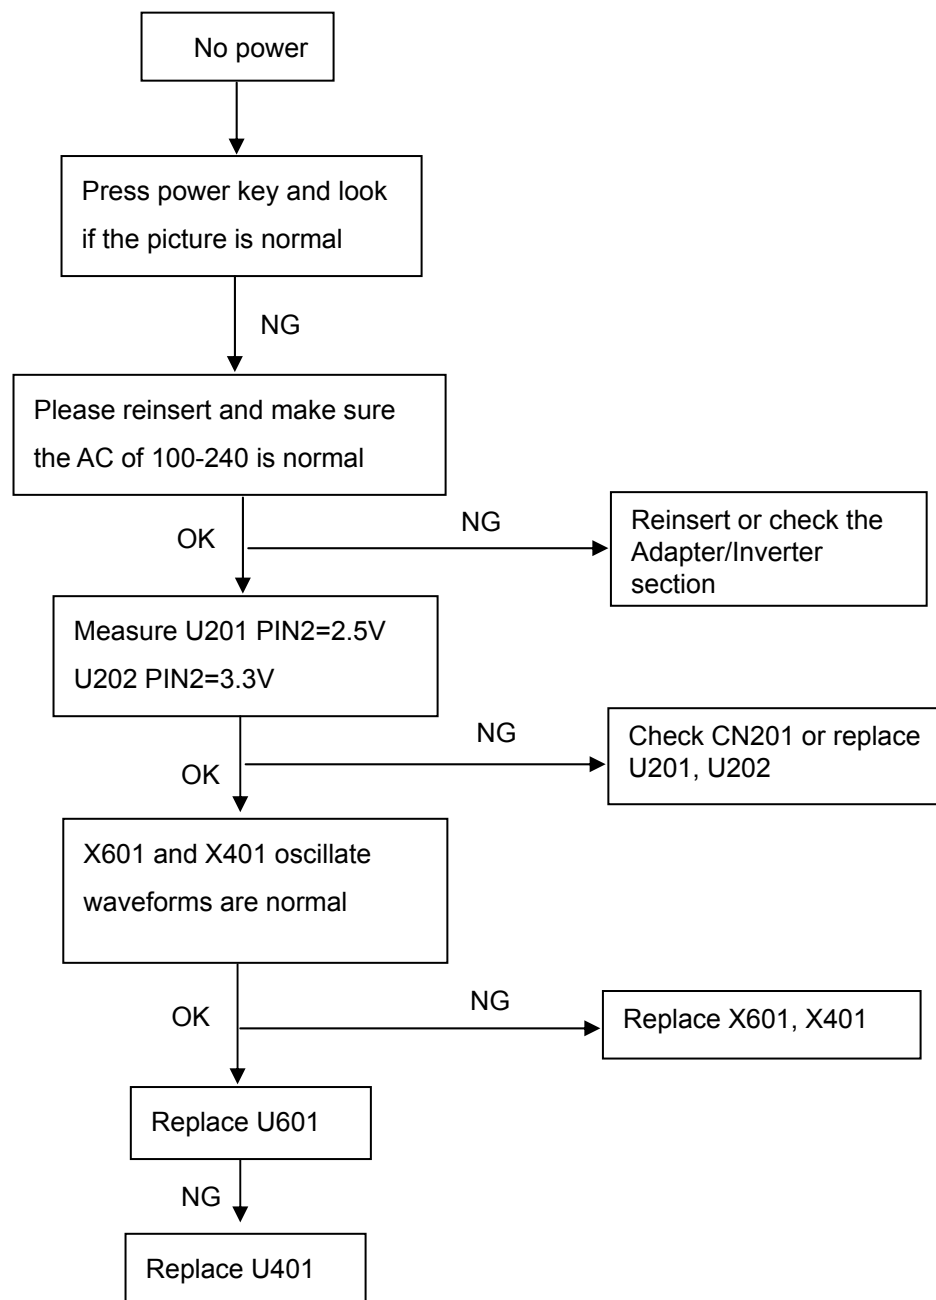 No power
Press power key and look
if the picture is normal
NG
Please reinsert and make sure
the AC of 100-240 is normal
OK
NG
Reinsert or check the
Adapter/Inverter
section
Measure U201 PIN2=2.5V
U202 PIN2=3.3V
OK
NG
Check CN201 or replace
U201, U202
X601 and X401 oscillate
waveforms are normal
OK
NG
Replace X601, X401
Replace U601
NG
Replace U401